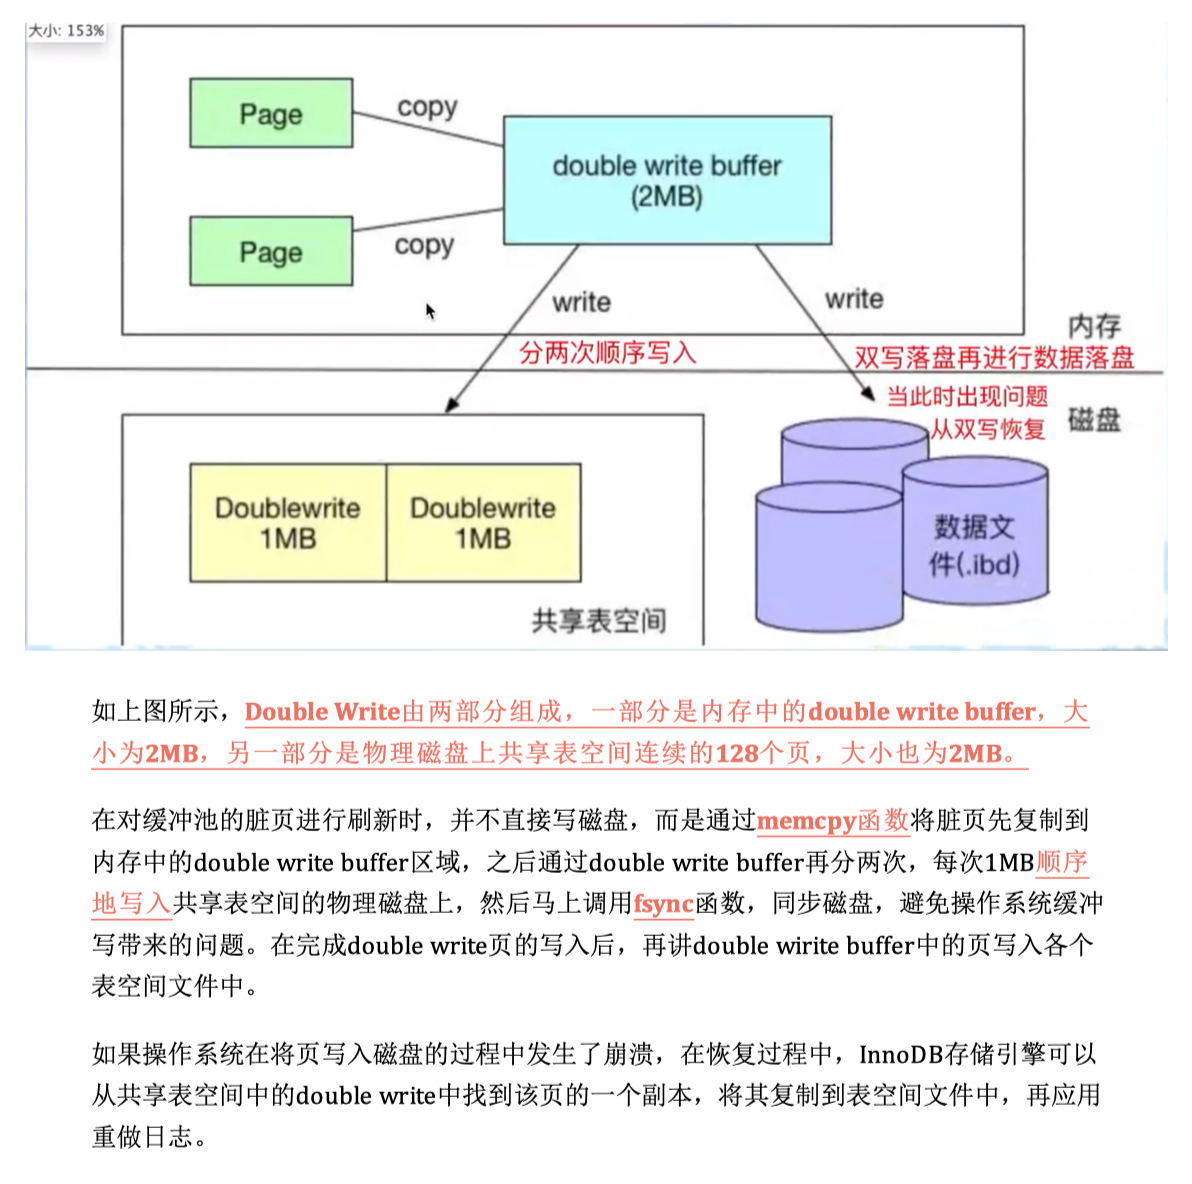 大小: 153%
Page
copy
double write buffer
(2MB)
Page
copy
write
write
内存
分两次顺序写入
双写落盘再进行数据落盘
当此时出现问题
从双写恢复
磁盘
Doublewrite
1MB
Doublewrite
1MB
数据文
件(.ibd)
共享表空间
如上图所示，Double Write由两部分组成，一部分是内存中的double write buffer，大
小为2MB，另一部分是物理磁盘上共享表空间连续的128个页，大小也为2MB。
在对缓冲池的脏页进行刷新时，并不直接写磁盘，而是通过memcpy函数将脏页先复制到
内存中的double write buffer区域，之后通过double write buffer再分两次，每次1MB顺序
地写入共享表空间的物理磁盘上，然后马上调用fsync函数，同步磁盘，避免操作系统缓冲
写带来的问题。在完成double write页的写入后，再讲double wirite buffer中的页写入各个
表空间文件中。
如果操作系统在将页写入磁盘的过程中发生了崩溃，在恢复过程中，InnoDB存储引擎可以
从共享表空间中的double write中找到该页的一个副本，将其复制到表空间文件中，再应用
重做日志。